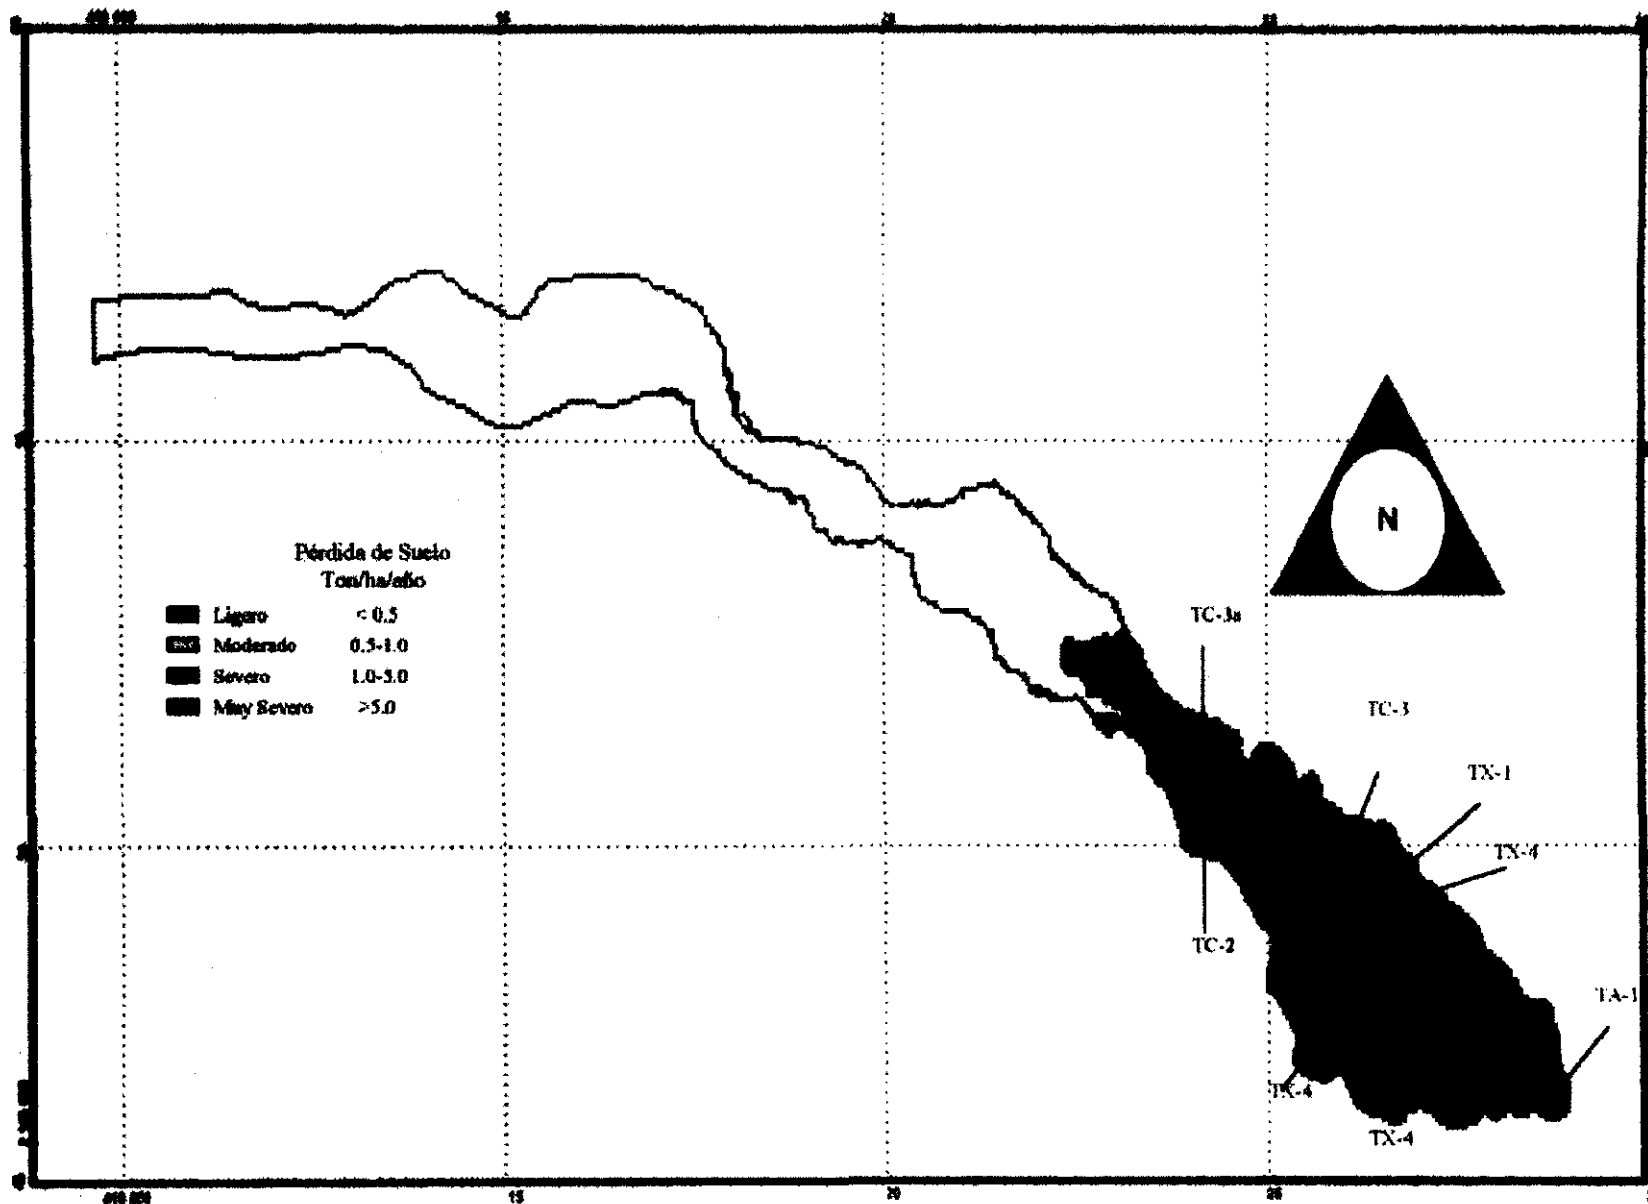 15
20
N
Pérdida de Suelo
Ton/ha/año
Ligero < 0.5
Moderado 0.5-1.0
Severo 1.0-5.0
Muy Severo >5.0
TC-3a
TC-3
TX-1
TX-4
TC-2
TA-1
TX-4
TX-4